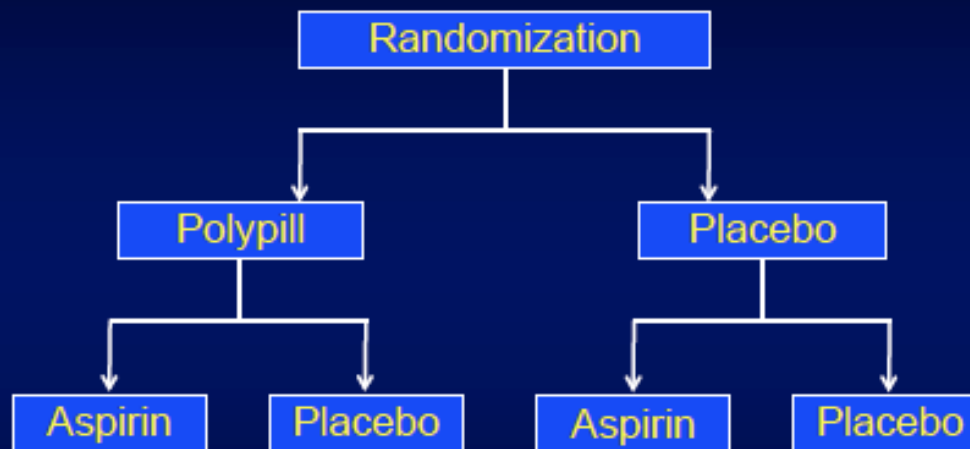 Randomization
Polypill
Placebo
Aspirin
Placebo
Aspirin
Placebo